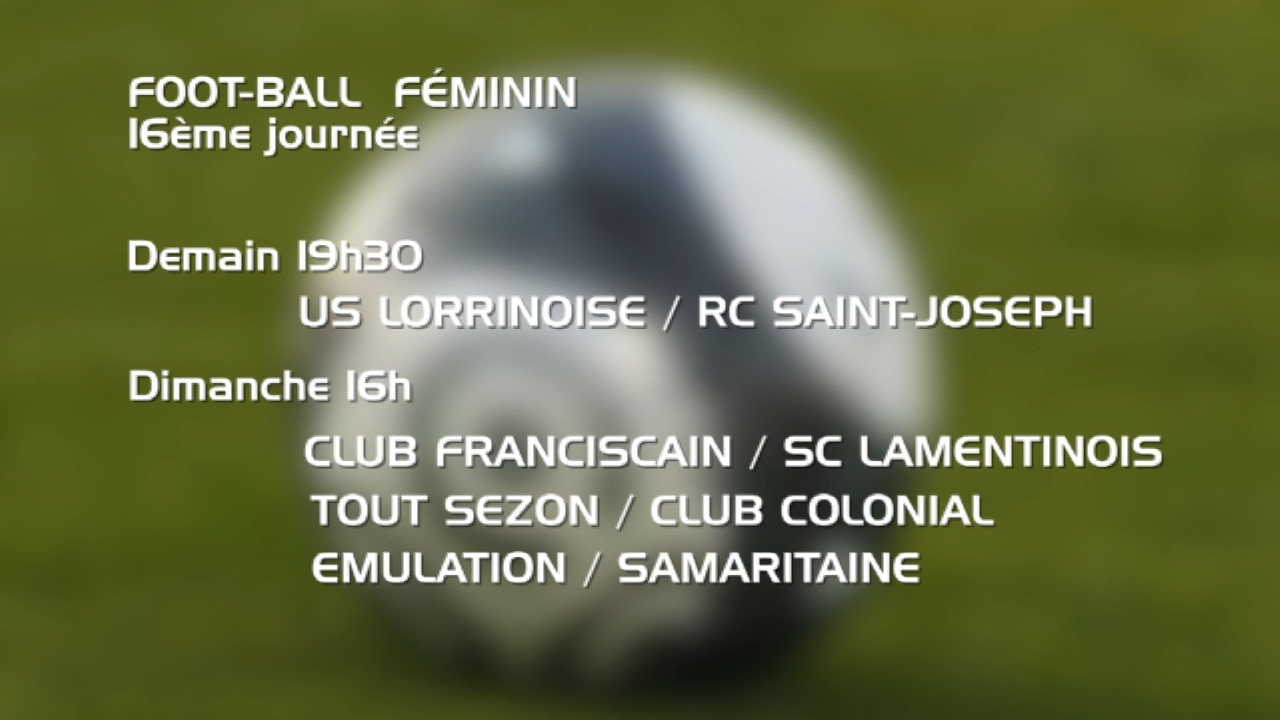 FOOT-BALL FÉMININ
16ème journée
Demain 19h30
US LORRINOISE / RC SAINT-JOSEPH
Dimanche 16h
CLUB FRANCISCAIN / SC LAMENTINOIS
TOUT SEZON / CLUB COLONIAL
EMULATION / SAMARITAINE